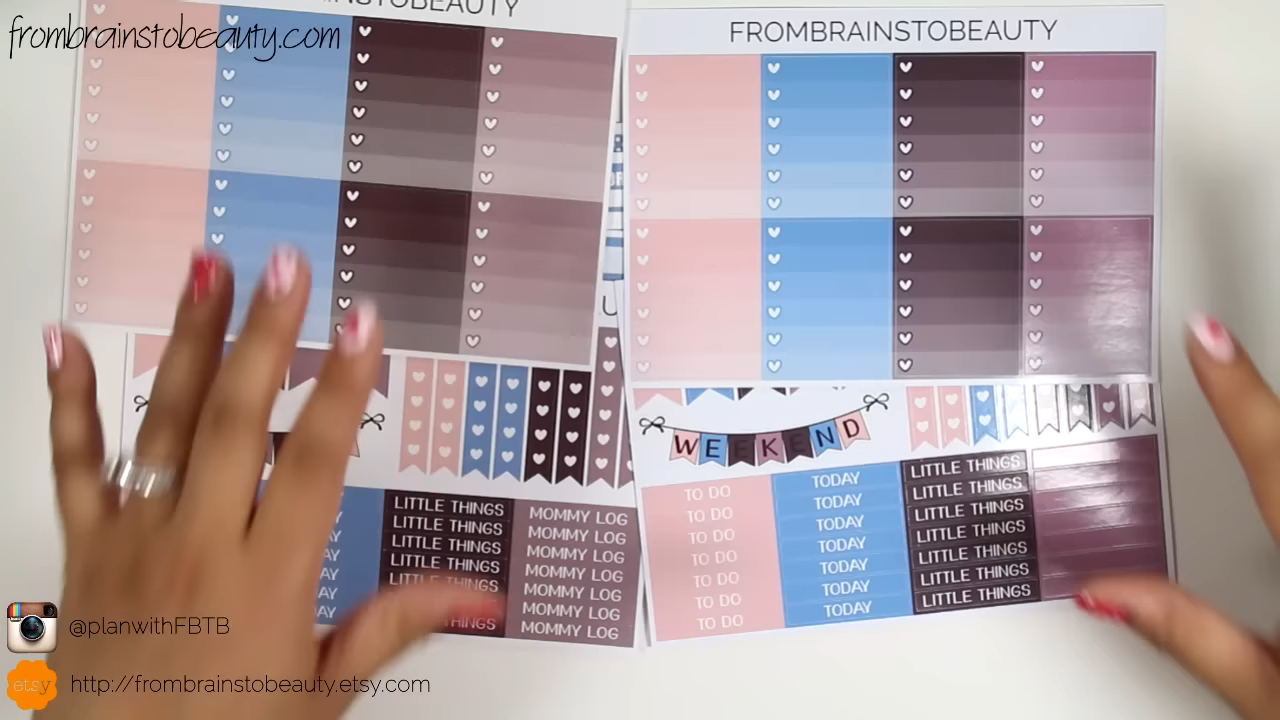 frombrainstobeauty.com
FROMBRAINSTOBEAUTY
WEEKEND
TO DO
TO DO
TO DO
TO DO
TO DO
TO DO
TO DO
TODAY
TODAY
TODAY
TODAY
TODAY
TODAY
TODAY
LITTLE THINGS
LITTLE THINGS
LITTLE THINGS
LITTLE THINGS
LITTLE THINGS
LITTLE THINGS
LITTLE THINGS
LITTLE THINGS
LITTLE THINGS
LITTLE THINGS
LITTLE THINGS
LITTLE THINGS
MOMMY LOG
MOMMY LOG
MOMMY LOG
MOMMY LOG
MOMMY LOG
MOMMY LOG
MOMMY LOG
@planwithFBTB
etsy
http://frombrainstobeauty.etsy.com